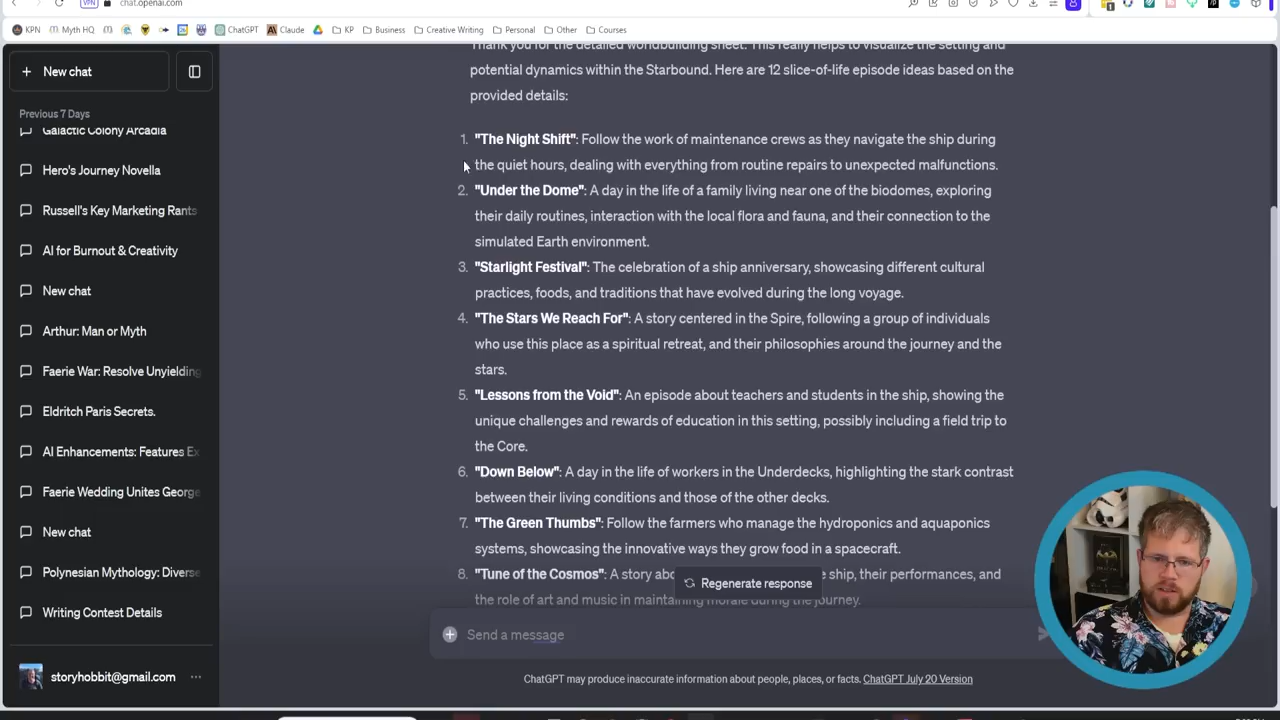 VPN chat.openai.com
KPN Myth HQ ChatGPT Claude KP Business Creative Writing Personal Other Courses
+ New chat
Previous 7 Days
Galactic Colony Arcadia
Hero's Journey Novella
Russell's Key Marketing Rants
AI for Burnout & Creativity
New chat
Arthur: Man or Myth
Faerie War: Resolve Unyielding
Eldritch Paris Secrets.
AI Enhancements: Features Ex
Faerie Wedding Unites George
New chat
Polynesian Mythology: Diverse
Writing Contest Details
storyhobbit@gmail.com ...
Thank you for the detailed worldbuilding sheet. This really helps to visualize the setting and
potential dynamics within the Starbound. Here are 12 slice-of-life episode ideas based on the
provided details:
1. "The Night Shift": Follow the work of maintenance crews as they navigate the ship during
the quiet hours, dealing with everything from routine repairs to unexpected malfunctions.
2. "Under the Dome": A day in the life of a family living near one of the biodomes, exploring
their daily routines, interaction with the local flora and fauna, and their connection to the
simulated Earth environment.
3. "Starlight Festival": The celebration of a ship anniversary, showcasing different cultural
practices, foods, and traditions that have evolved during the long voyage.
4. "The Stars We Reach For": A story centered in the Spire, following a group of individuals
who use this place as a spiritual retreat, and their philosophies around the journey and the
stars.
5. "Lessons from the Void": An episode about teachers and students in the ship, showing the
unique challenges and rewards of education in this setting, possibly including a field trip to
the Core.
6. "Down Below": A day in the life of workers in the Underdecks, highlighting the stark contrast
between their living conditions and those of the other decks.
7. "The Green Thumbs": Follow the farmers who manage the hydroponics and aquaponics
systems, showcasing the innovative ways they grow food in a spacecraft.
8. "Tune of the Cosmos": A story ship, their performances, and
Regenerate response
the role of art and music in maintaining morale during the journey.
Send a message
ChatGPT may produce inaccurate information about people, places, or facts. ChatGPT July 20 Version